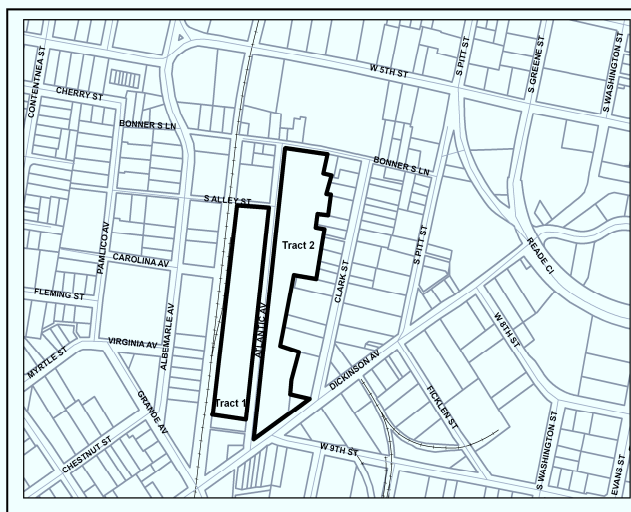 CONTENTNEA ST
W 5TH ST
S PITT ST
S GREENE ST
S WASHINGTON ST
CHERRY ST
BONNER S LN
BONNER S LN
S ALLEY ST
PAMLICO AV
CAROLINA AV
Tract 2
CLARK ST
S PITT ST
READE CI
FLEMING ST
ALBEMARLE AV
ATLANTIC AV
VIRGINIA AV
MYRTLE ST
W 8TH ST
DICKINSON AV
Tract 1
GRANDE AV
FICKLEN ST
CHESTNUT ST
W 9TH ST
S WASHINGTON ST
EVANS ST